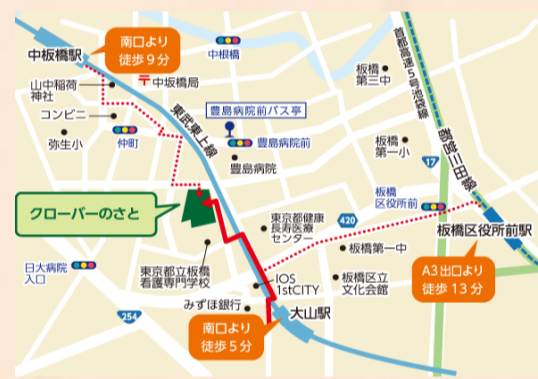 中板橋駅
南口より
徒歩9分
中根橋
首都高速5号池袋線
山中稲荷
神社
中坂橋局
板橋
第三中
コンビニ
東武東上線
豊島病院前バス亭
都営三田線
弥生小
仲町
豊島病院前
板橋
第一小
豊島病院
17
板橋
区役所前
クローバーのさと
東京都健康
長寿医療
センター
420
板橋区役所前駅
日大病院
入口
東京都立板橋
看護専門学校
板橋第一中
IOS
1stCITY
板橋区立
文化会館
A3出口より
徒歩13分
みずほ銀行
254
南口より
徒歩5分
大山駅